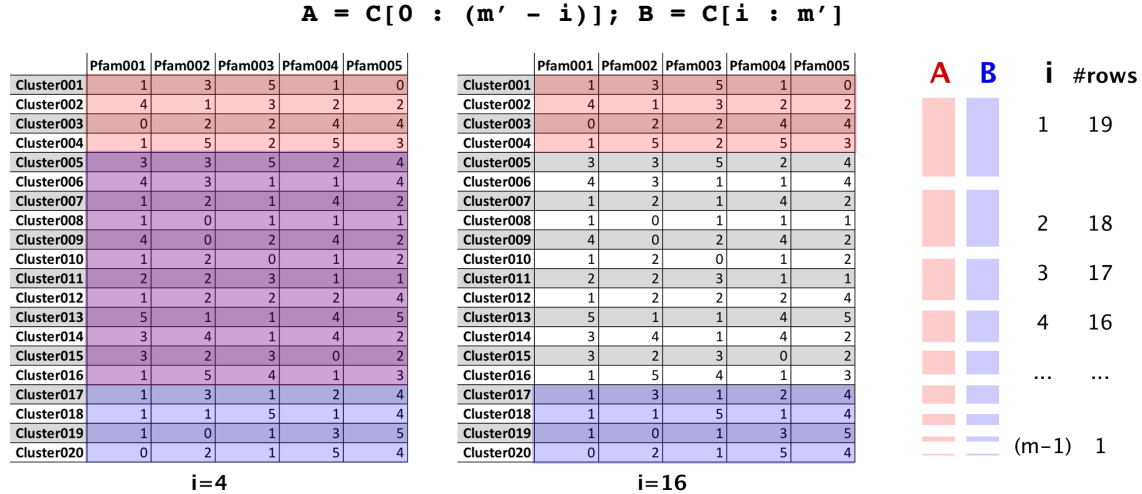 A = C[0 : (m′ - i)]; B = C[i : m′]
Pfam001 Pfam002 Pfam003 Pfam004 Pfam005
Cluster001 1 3 5 1 0
Cluster002 4 1 3 2 2
Cluster003 0 2 2 4 4
Cluster004 1 5 2 5 3
Cluster005 3 3 5 2 4
Cluster006 4 3 1 1 4
Cluster007 1 2 1 4 2
Cluster008 1 0 1 1 1
Cluster009 4 0 2 4 2
Cluster010 1 2 0 1 2
Cluster011 2 2 3 1 1
Cluster012 1 2 2 2 4
Cluster013 5 1 1 4 5
Cluster014 3 4 1 4 2
Cluster015 3 2 3 0 2
Cluster016 1 5 4 1 3
Cluster017 1 3 1 2 4
Cluster018 1 1 5 1 4
Cluster019 1 0 1 3 5
Cluster020 0 2 1 5 4
i=4
Pfam001 Pfam002 Pfam003 Pfam004 Pfam005
Cluster001 1 3 5 1 0
Cluster002 4 1 3 2 2
Cluster003 0 2 2 4 4
Cluster004 1 5 2 5 3
Cluster005 3 3 5 2 4
Cluster006 4 3 1 1 4
Cluster007 1 2 1 4 2
Cluster008 1 0 1 1 1
Cluster009 4 0 2 4 2
Cluster010 1 2 0 1 2
Cluster011 2 2 3 1 1
Cluster012 1 2 2 2 4
Cluster013 5 1 1 4 5
Cluster014 3 4 1 4 2
Cluster015 3 2 3 0 2
Cluster016 1 5 4 1 3
Cluster017 1 3 1 2 4
Cluster018 1 1 5 1 4
Cluster019 1 0 1 3 5
Cluster020 0 2 1 5 4
i=16
A B i #rows
1 19
2 18
3 17
4 16
... ...
(m-1) 1